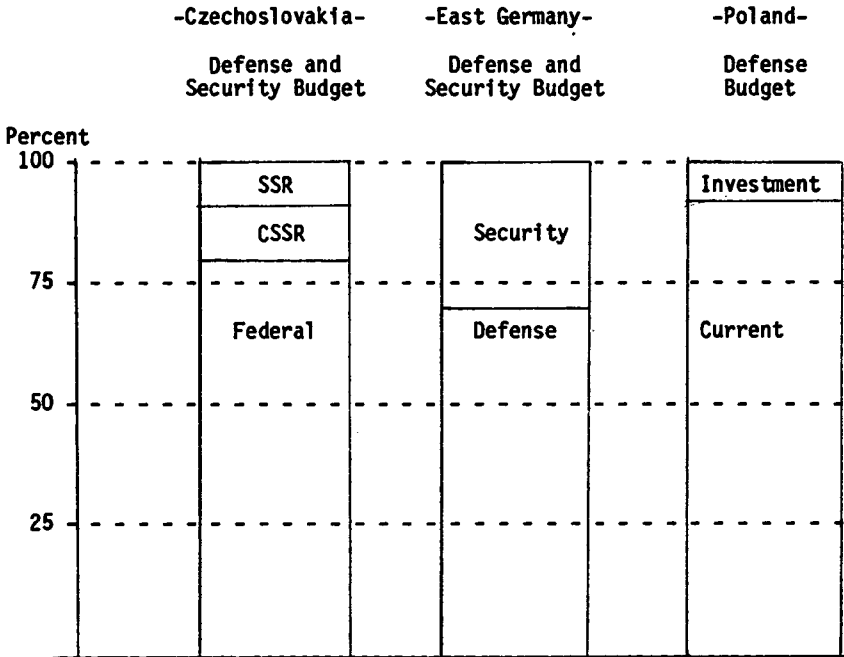 -Czechoslovakia- -East Germany- -Poland-
Defense and Defense and Defense
Security Budget Security Budget Budget
Percent
100
SSR Investment
CSSR Security
75
Federal Defense Current
50
25